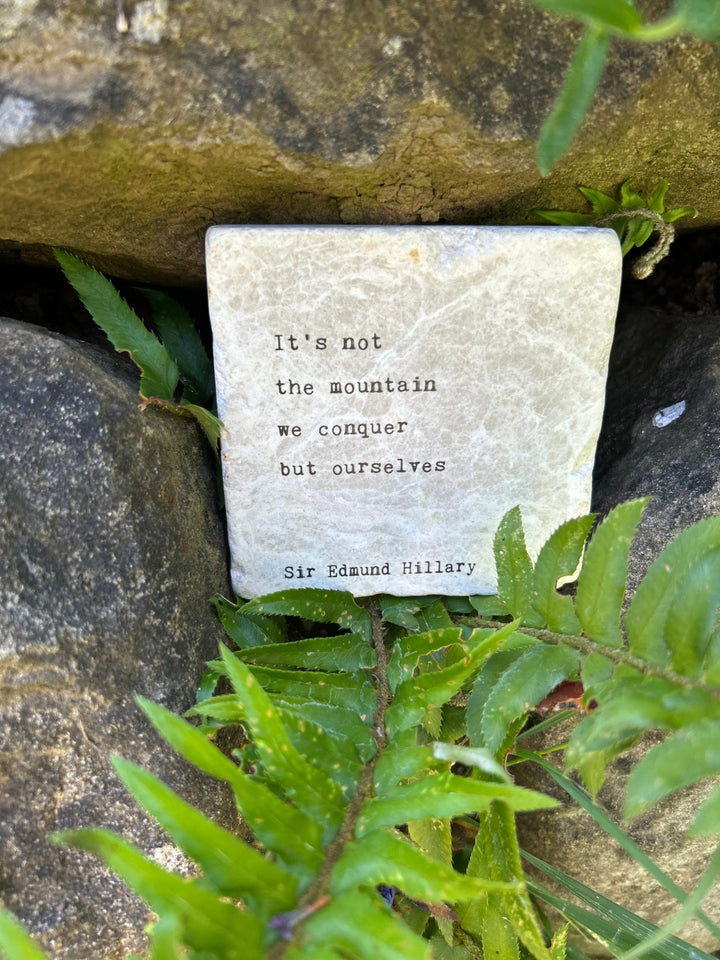 It's not
the mountain
we conquer
but ourselves
Sir Edmund Hillary